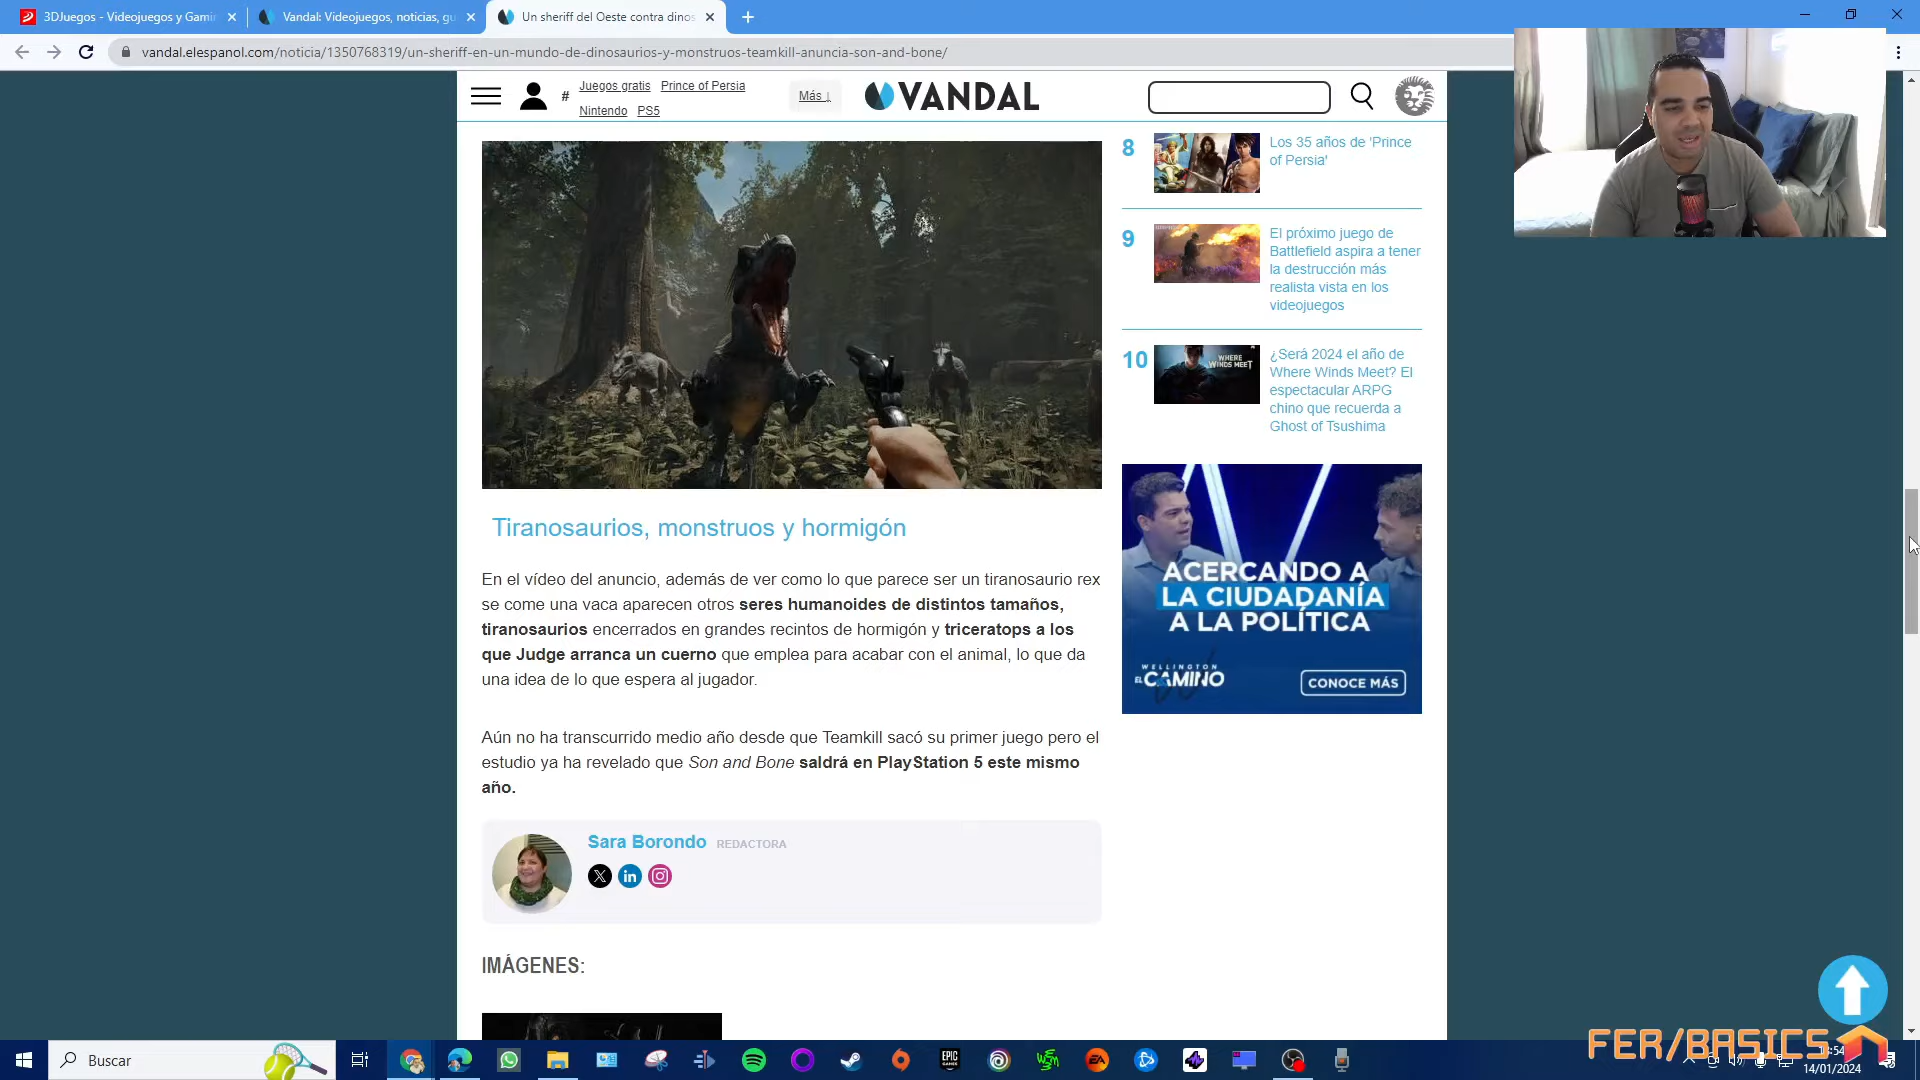 3DJuegos - Videojuegos y Gami
Vandal: Videojuegos, noticias, gu
Un sheriff del Oeste contra dinos
vandal.elespanol.com/noticia/1350768319/un-sheriff-en-un-mundo-de-dinosaurios-y-monstruos-teamkill-anuncia-son-and-bone/
# Juegos gratis Prince of Persia
Nintendo PS5
Más ↓
VANDAL
8
Los 35 años de 'Prince
of Persia'
9
El próximo juego de
Battlefield aspira a tener
la destrucción más
realista vista en los
videojuegos
10
WHERE
WINDS MEET
¿Será 2024 el año de
Where Winds Meet? El
espectacular ARPG
chino que recuerda a
Ghost of Tsushima
Tiranosaurios, monstruos y hormigón
En el vídeo del anuncio, además de ver como lo que parece ser un tiranosaurio rex
se come una vaca aparecen otros seres humanoides de distintos tamaños,
tiranosaurios encerrados en grandes recintos de hormigón y triceratops a los
que Judge arranca un cuerno que emplea para acabar con el animal, lo que da
una idea de lo que espera al jugador.
Aún no ha transcurrido medio año desde que Teamkill sacó su primer juego pero el
estudio ya ha revelado que Son and Bone saldrá en PlayStation 5 este mismo
año.
ACERCANDO A
LA CIUDADANÍA
A LA POLÍTICA
WELLINGTON
EL CAMINO
CONOCE MÁS
Sara Borondo REDACTORA
IMÁGENES:
FER/BASICS
Buscar
EPIC
GAMES
EA
14/01/2024